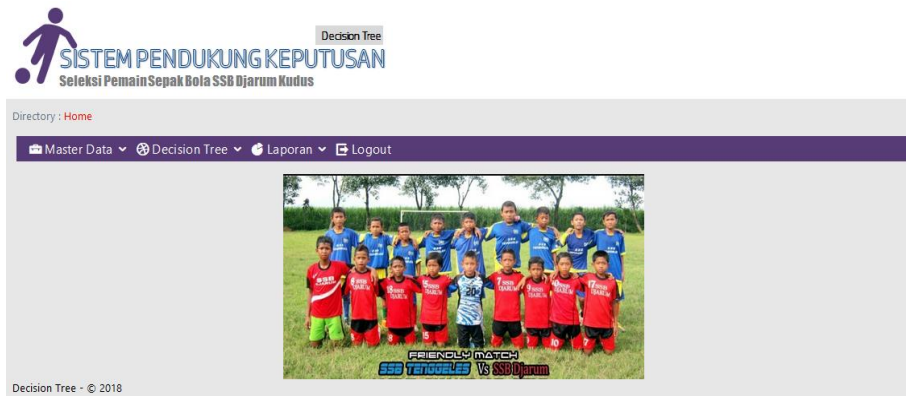 Decision Tree
SISTEM PENDUKUNG KEPUTUSAN
Seleksi Pemain Sepak Bola SSB Djarum Kudus
Directory : Home
Master Data Decision Tree Laporan Logout
FRIENDLY MATCH
SSB TENGGELES Vs SSB Djarum
Decision Tree - © 2018